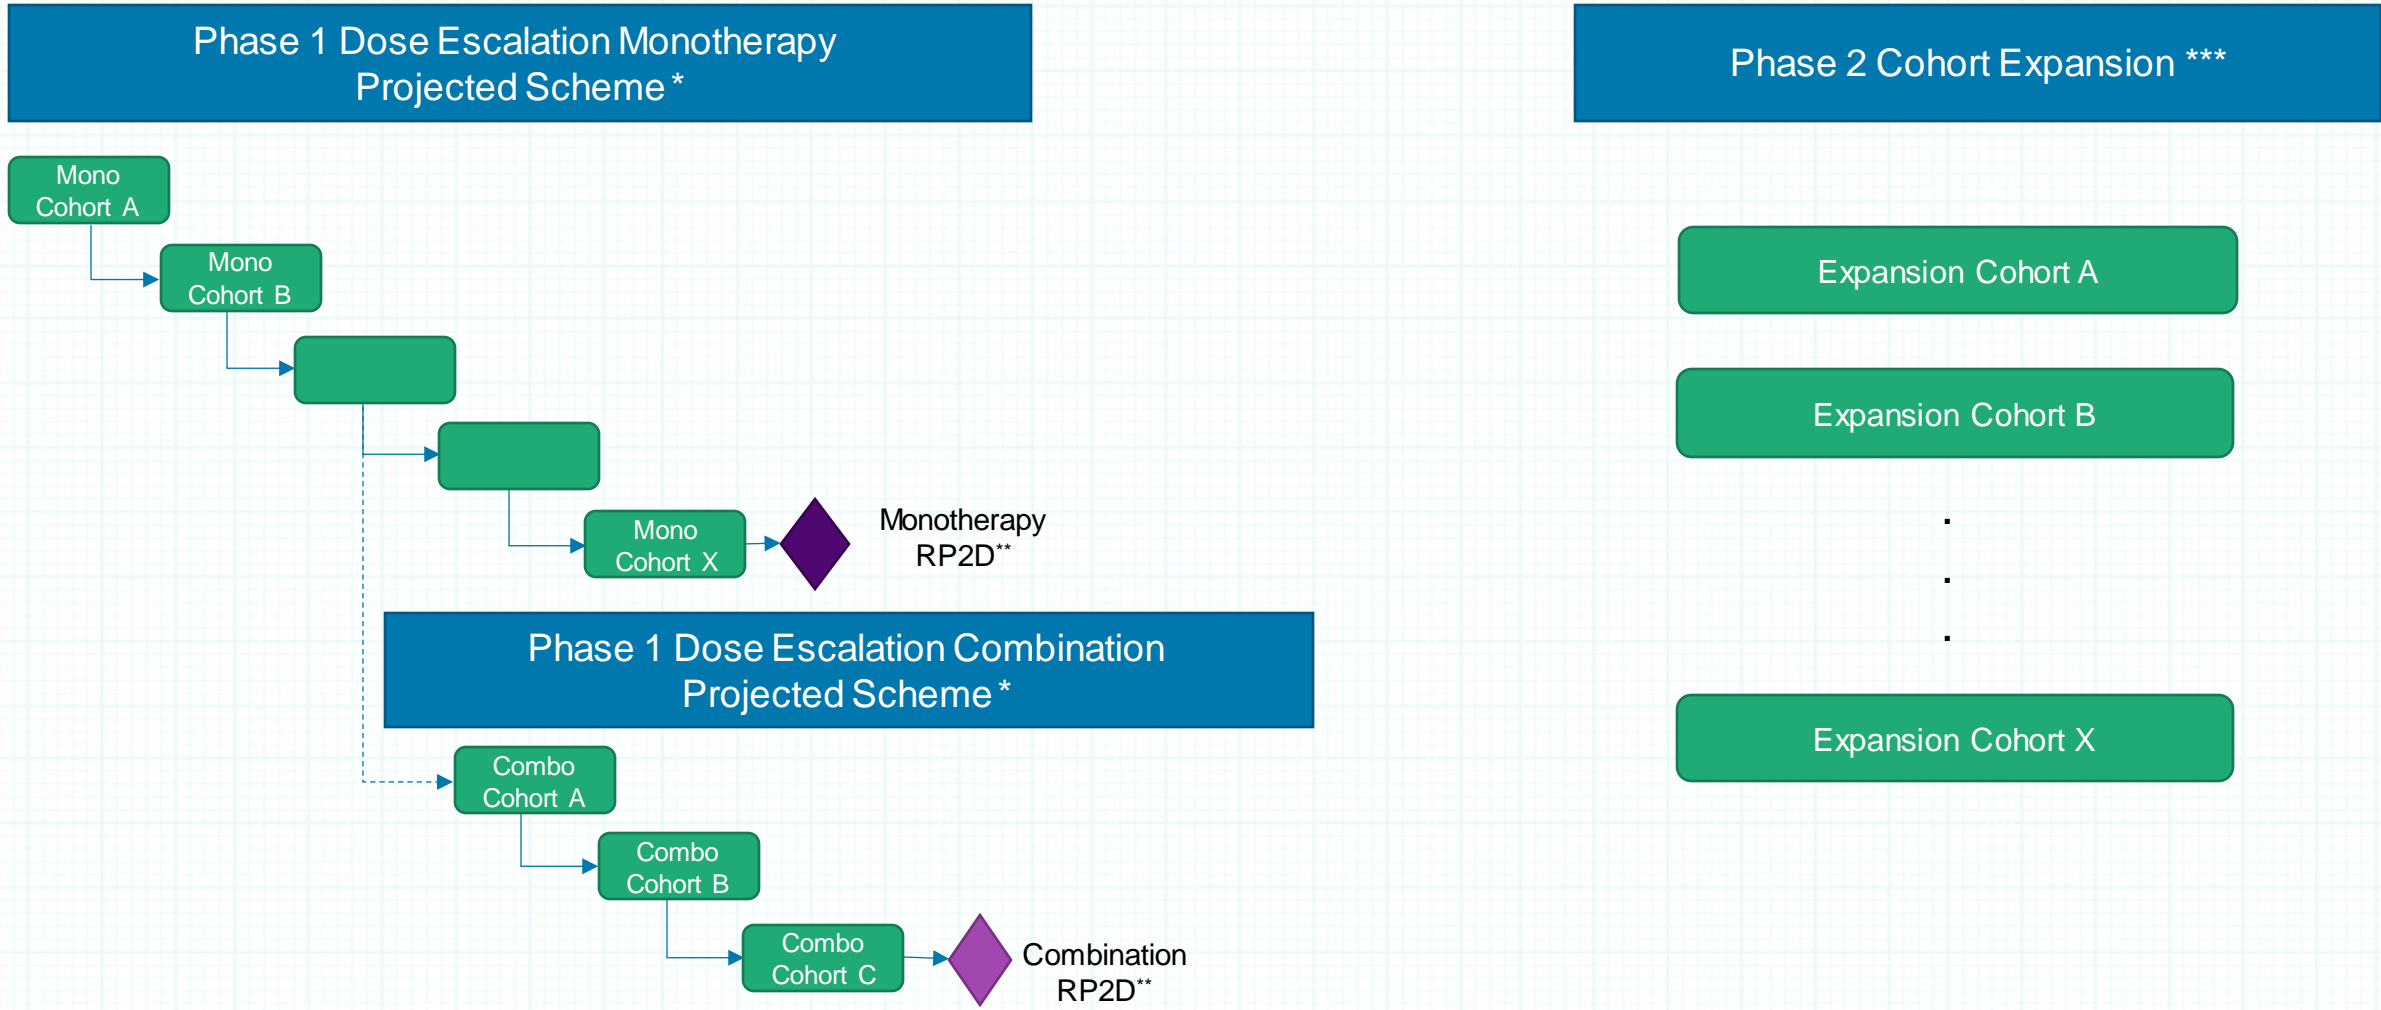 Phase 1 Dose Escalation Monotherapy
Projected Scheme *
Mono
Cohort A
Mono
Cohort B
Mono
Cohort X
Monotherapy
RP2D**
Phase 1 Dose Escalation Combination
Projected Scheme *
Combo
Cohort A
Combo
Cohort B
Combo
Cohort C
Combination
RP2D**
Phase 2 Cohort Expansion ***
Expansion Cohort A
Expansion Cohort B
.
.
.
Expansion Cohort X